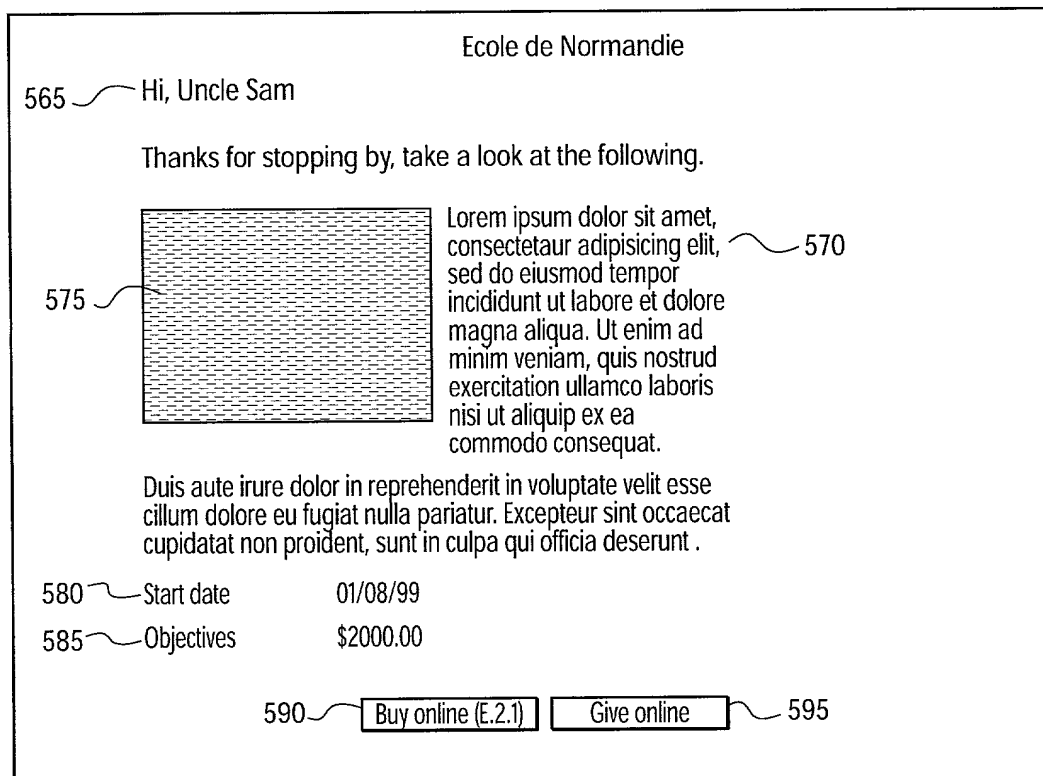 Ecole de Normandie
565 Hi, Uncle Sam
Thanks for stopping by, take a look at the following.
575
Lorem ipsum dolor sit amet,
consectetaur adipisicing elit, 570
sed do eiusmod tempor
incididunt ut labore et dolore
magna aliqua. Ut enim ad
minim veniam, quis nostrud
exercitation ullamco laboris
nisi ut aliquip ex ea
commodo consequat.
Duis aute irure dolor in reprehenderit in voluptate velit esse
cillum dolore eu fugiat nulla pariatur. Excepteur sint occaecat
cupidatat non proident, sunt in culpa qui officia deserunt .
580 Start date 01/08/99
585 Objectives $2000.00
590 Buy online (E.2.1) Give online 595